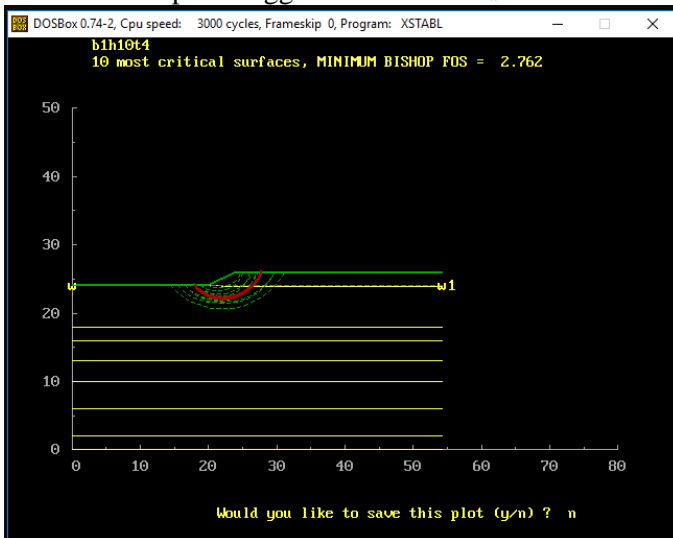 DOSBox 0.74-2, Cpu speed: 3000 cycles, Frameskip 0, Program: XSTABL
b1h10t4
10 most critical surfaces, MINIMUM BISHOP FOS = 2.762
50
40
30
w w1
20
10
0
0 10 20 30 40 50 60 70 80
Would you like to save this plot (y/n) ? n